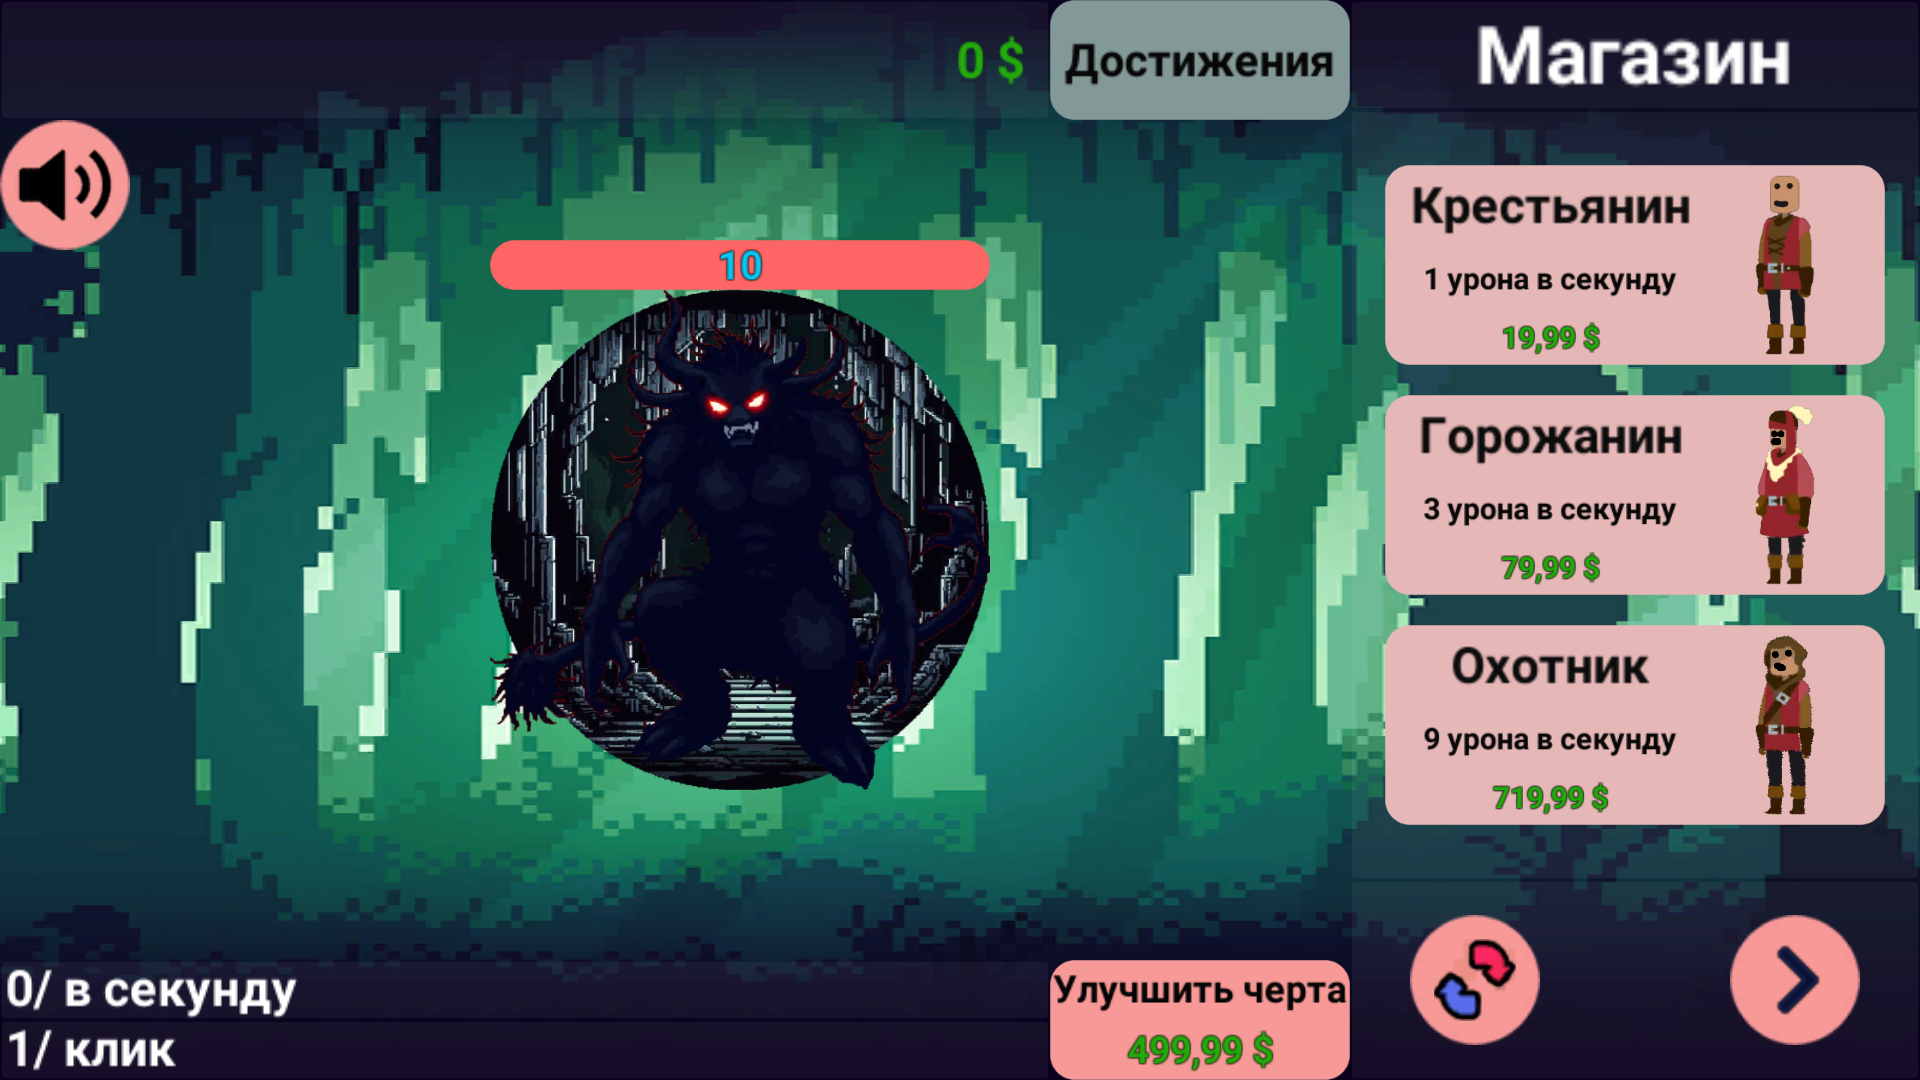 0 $
Достижения
Магазин
10
Крестьянин
1 урона в секунду
19,99 $
Горожанин
3 урона в секунду
79,99 $
Охотник
9 урона в секунду
719,99 $
0/ в секунду
1/ клик
Улучшить черта
499,99 $